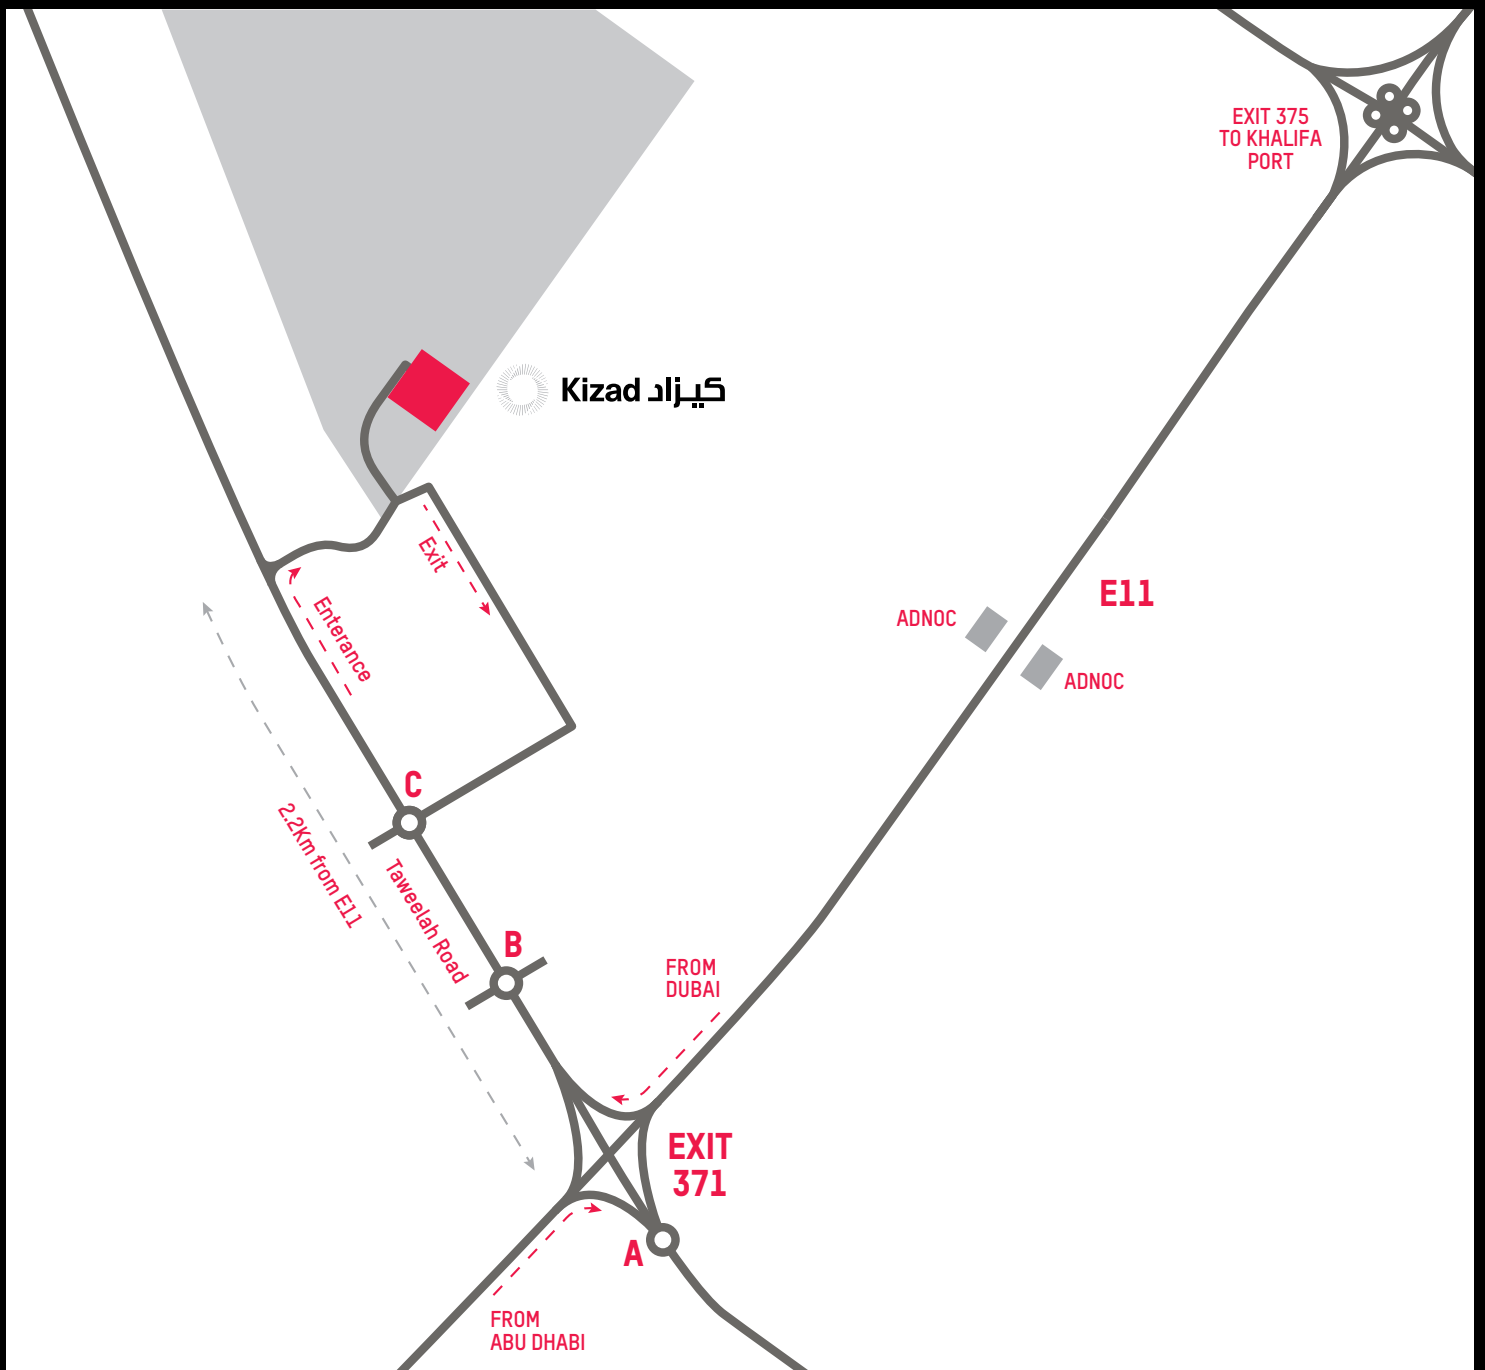 EXIT 375
TO KHALIFA
PORT
Kizad كيزاد
Exit
Enterance
E11
ADNOC
ADNOC
C
2.2Km from E11
Taweelah Road
B
FROM
DUBAI
EXIT
371
A
FROM
ABU DHABI